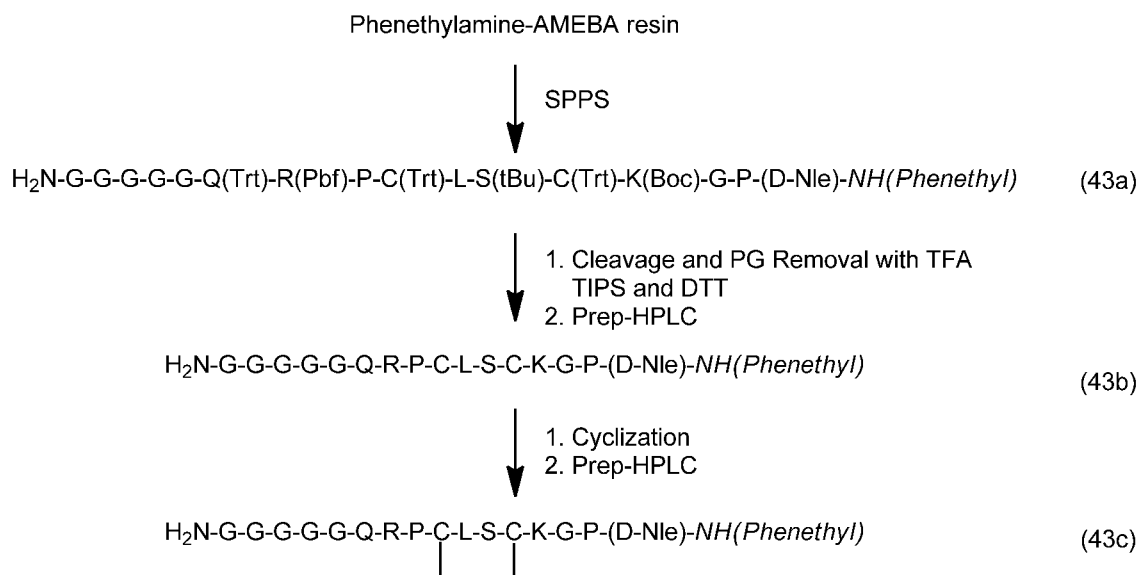 Phenethylamine-AMEBA resin
SPPS
H₂N-G-G-G-G-G-Q(Trt)-R(Pbf)-P-C(Trt)-L-S(tBu)-C(Trt)-K(Boc)-G-P-(D-Nle)-NH(Phenethyl) (43a)
1. Cleavage and PG Removal with TFA
TIPS and DTT
2. Prep-HPLC
H₂N-G-G-G-G-G-Q-R-P-C-L-S-C-K-G-P-(D-Nle)-NH(Phenethyl) (43b)
1. Cyclization
2. Prep-HPLC
H₂N-G-G-G-G-G-Q-R-P-C-L-S-C-K-G-P-(D-Nle)-NH(Phenethyl) (43c)